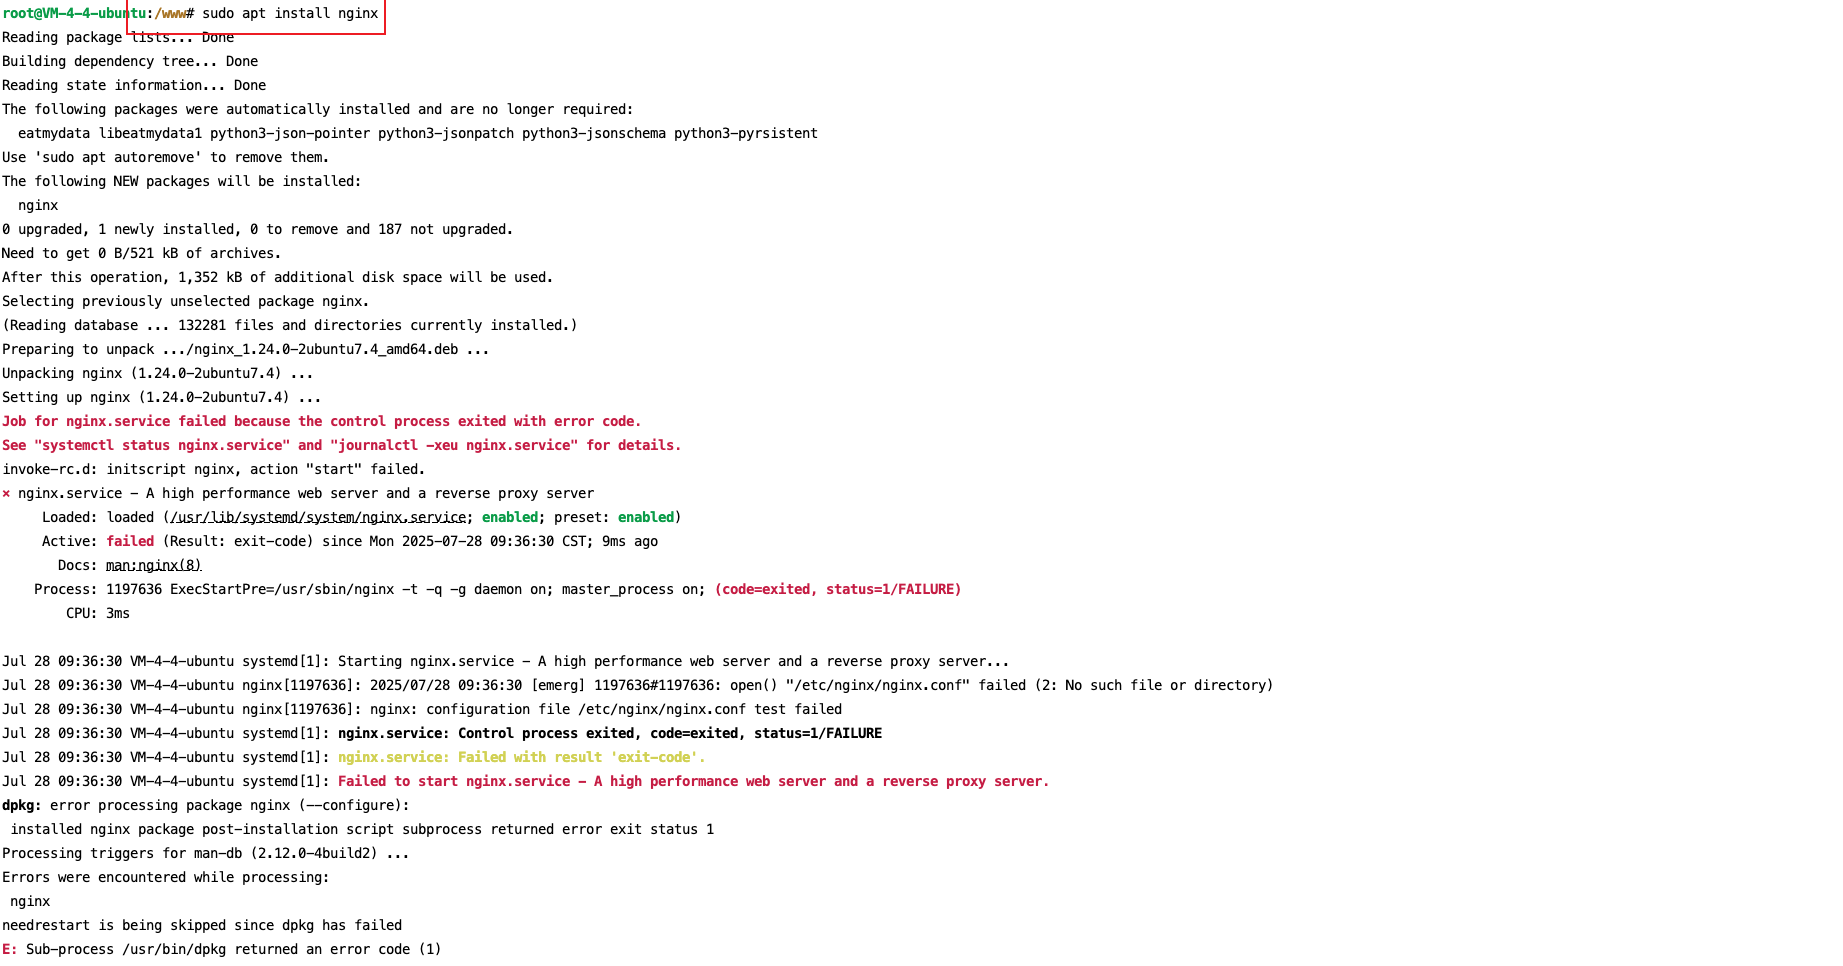 root@VM-4-4-ubuntu:/www# sudo apt install nginx
Reading package lists... Done
Building dependency tree... Done
Reading state information... Done
The following packages were automatically installed and are no longer required:
  eatmydata libeatmydata1 python3-json-pointer python3-jsonpatch python3-jsonschema python3-pyrsistent
Use 'sudo apt autoremove' to remove them.
The following NEW packages will be installed:
  nginx
0 upgraded, 1 newly installed, 0 to remove and 187 not upgraded.
Need to get 0 B/521 kB of archives.
After this operation, 1,352 kB of additional disk space will be used.
Selecting previously unselected package nginx.
(Reading database ... 132281 files and directories currently installed.)
Preparing to unpack .../nginx_1.24.0-2ubuntu7.4_amd64.deb ...
Unpacking nginx (1.24.0-2ubuntu7.4) ...
Setting up nginx (1.24.0-2ubuntu7.4) ...
Job for nginx.service failed because the control process exited with error code.
See "systemctl status nginx.service" and "journalctl -xeu nginx.service" for details.
invoke-rc.d: initscript nginx, action "start" failed.
× nginx.service - A high performance web server and a reverse proxy server
     Loaded: loaded (/usr/lib/systemd/system/nginx.service; enabled; preset: enabled)
     Active: failed (Result: exit-code) since Mon 2025-07-28 09:36:30 CST; 9ms ago
       Docs: man:nginx(8)
    Process: 1197636 ExecStartPre=/usr/sbin/nginx -t -q -g daemon on; master_process on; (code=exited, status=1/FAILURE)
        CPU: 3ms

Jul 28 09:36:30 VM-4-4-ubuntu systemd[1]: Starting nginx.service - A high performance web server and a reverse proxy server...
Jul 28 09:36:30 VM-4-4-ubuntu nginx[1197636]: 2025/07/28 09:36:30 [emerg] 1197636#1197636: open() "/etc/nginx/nginx.conf" failed (2: No such file or directory)
Jul 28 09:36:30 VM-4-4-ubuntu nginx[1197636]: nginx: configuration file /etc/nginx/nginx.conf test failed
Jul 28 09:36:30 VM-4-4-ubuntu systemd[1]: nginx.service: Control process exited, code=exited, status=1/FAILURE
Jul 28 09:36:30 VM-4-4-ubuntu systemd[1]: nginx.service: Failed with result 'exit-code'.
Jul 28 09:36:30 VM-4-4-ubuntu systemd[1]: Failed to start nginx.service - A high performance web server and a reverse proxy server.
dpkg: error processing package nginx (--configure):
 installed nginx package post-installation script subprocess returned error exit status 1
Processing triggers for man-db (2.12.0-4build2) ...
Errors were encountered while processing:
 nginx
needrestart is being skipped since dpkg has failed
E: Sub-process /usr/bin/dpkg returned an error code (1)